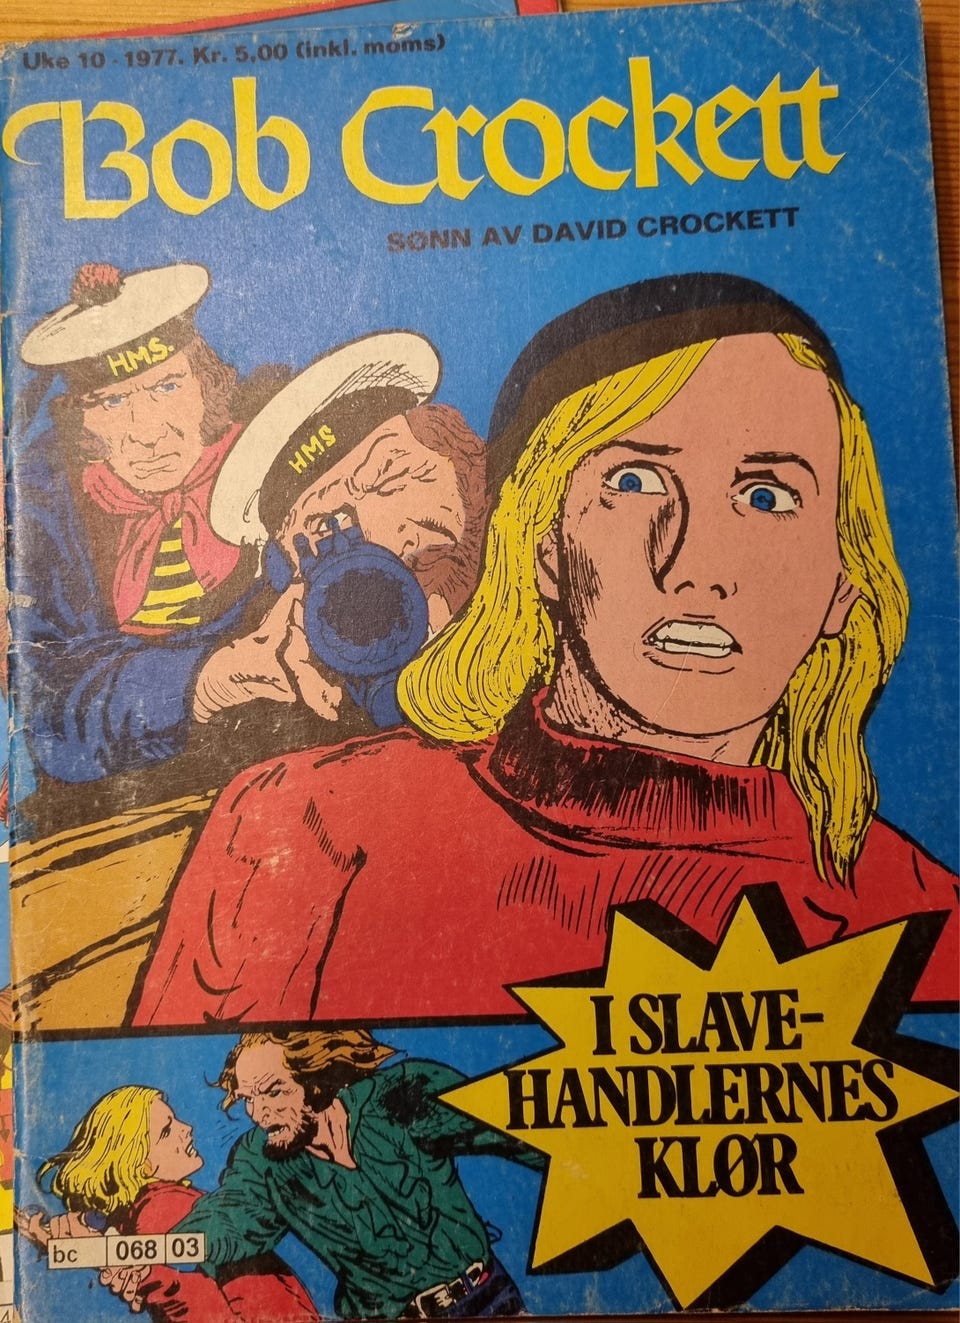 Uke 10 - 1977. Kr. 5,00 (inkl. moms)
Bob Crockett
SØNN AV DAVID CROCKETT
HMS.
HMS
I SLAVE-
HANDLERNES
KLØR
bc 068 03